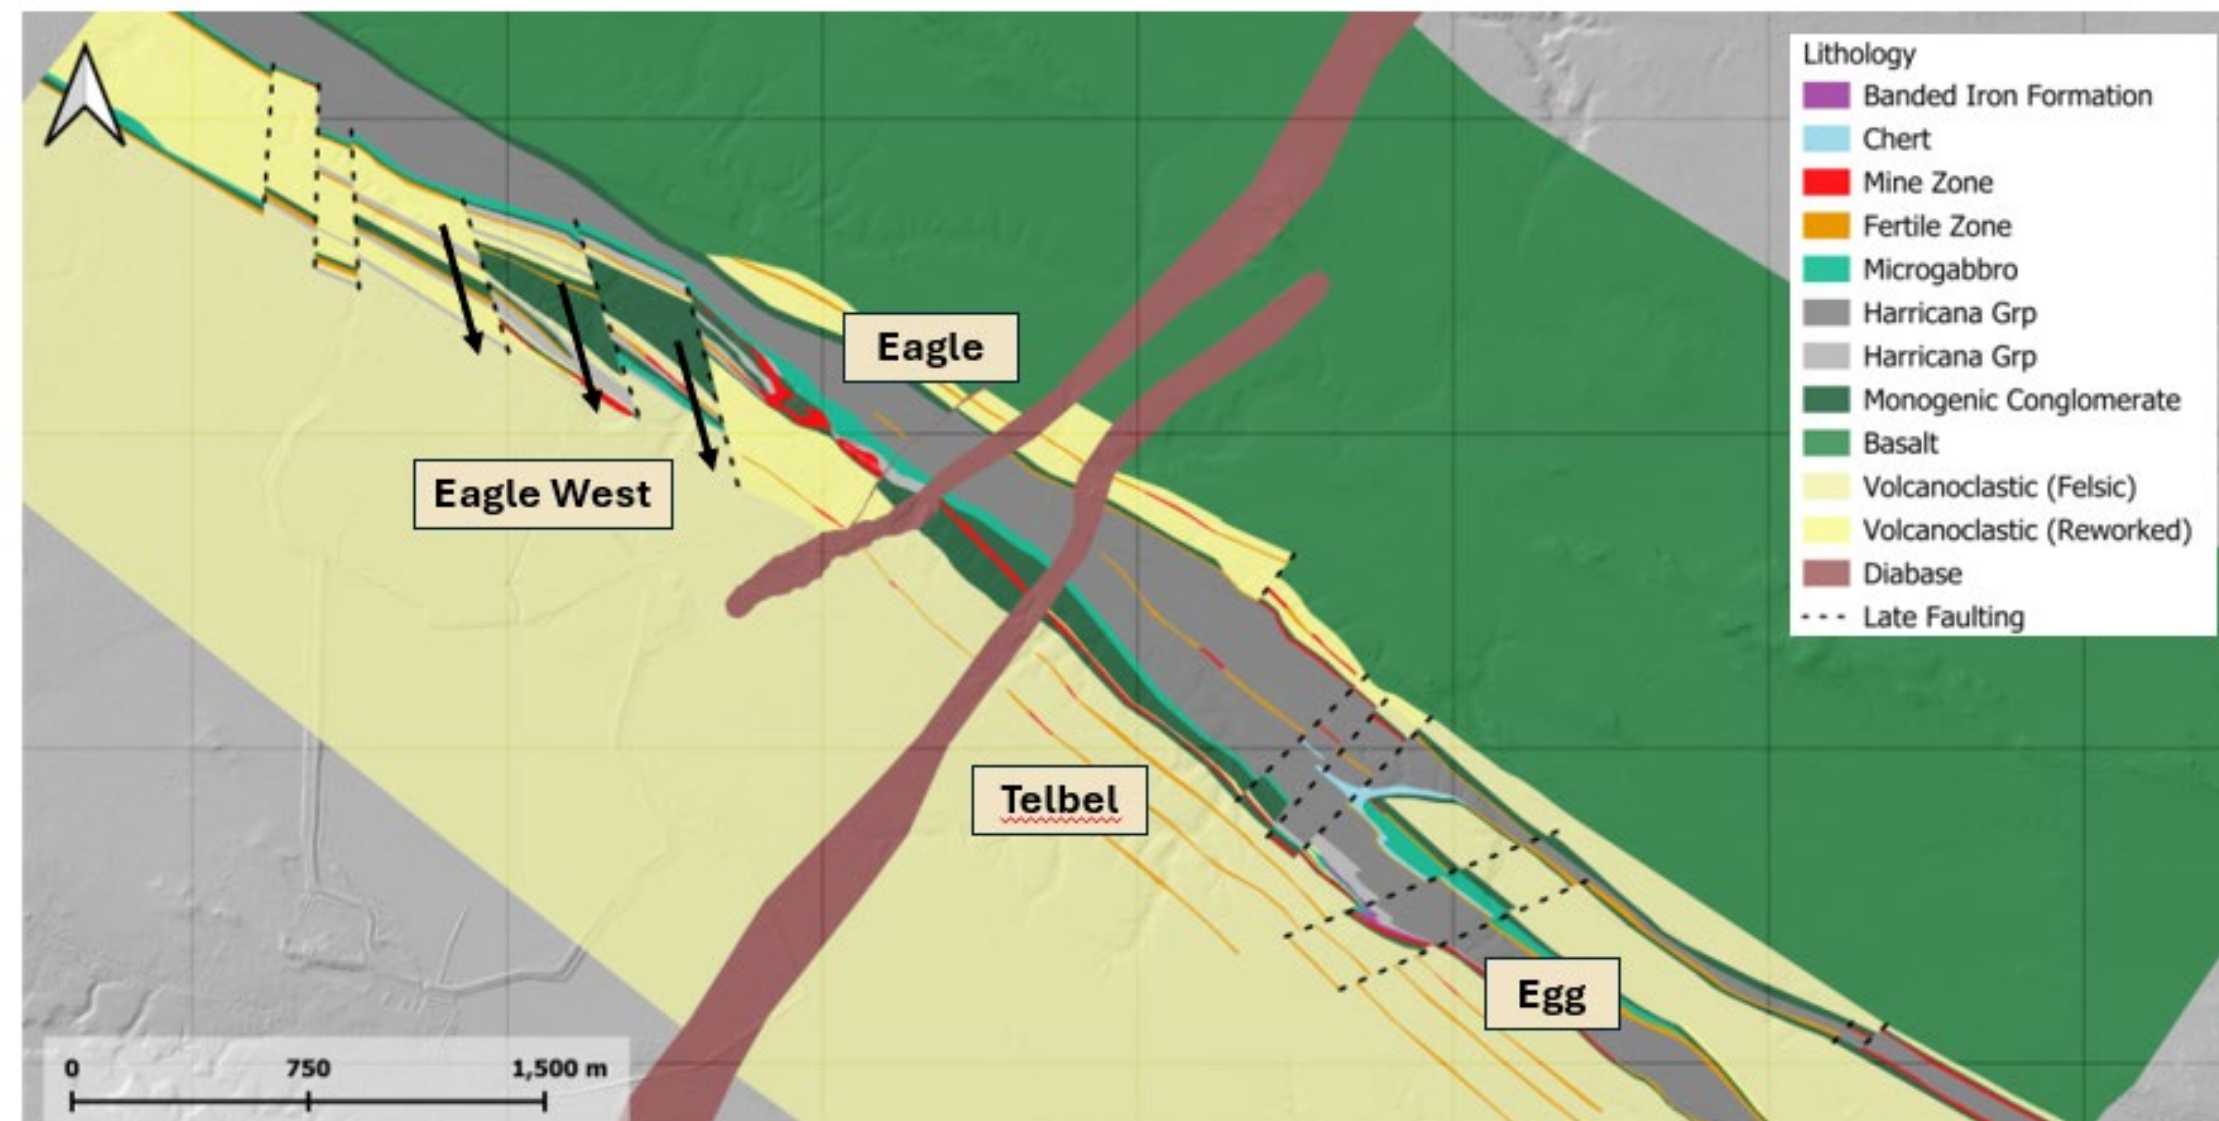 Lithology
Banded Iron Formation
Chert
Mine Zone
Fertile Zone
Microgabbro
Harricana Grp
Harricana Grp
Monogenic Conglomerate
Basalt
Volcanoclastic (Felsic)
Volcanoclastic (Reworked)
Diabase
Late Faulting
Eagle
Eagle West
Telbel
Egg
0 750 1,500 m